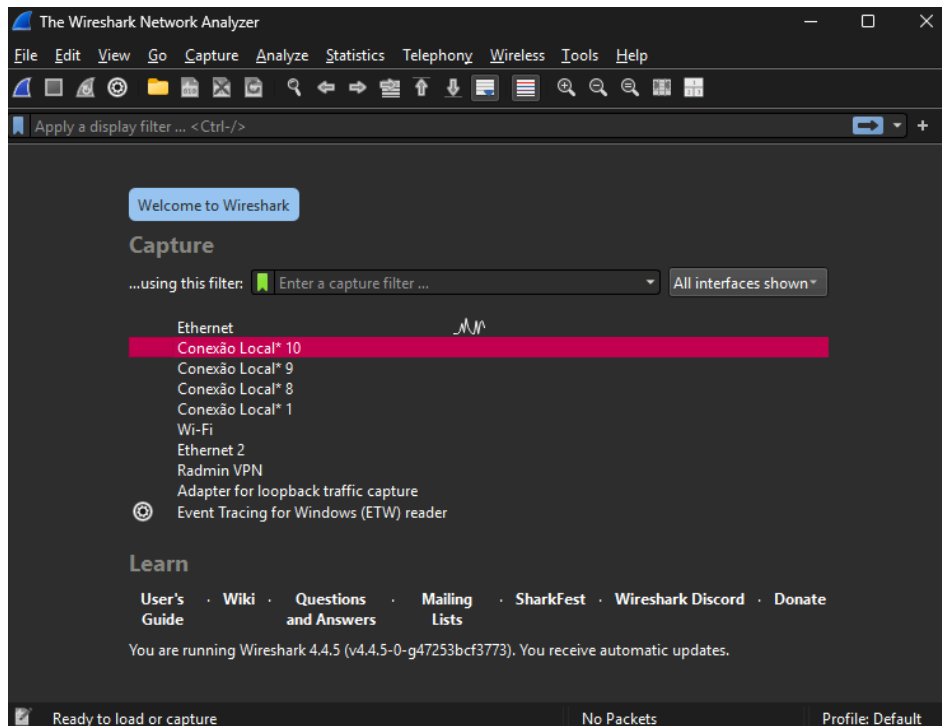 The Wireshark Network Analyzer
File Edit View Go Capture Analyze Statistics Telephony Wireless Tools Help
Apply a display filter ... <Ctrl-/>
Welcome to Wireshark
Capture
...using this filter: Enter a capture filter ... All interfaces shown
Ethernet
Conexão Local* 10
Conexão Local* 9
Conexão Local* 8
Conexão Local* 1
Wi-Fi
Ethernet 2
Radmin VPN
Adapter for loopback traffic capture
Event Tracing for Windows (ETW) reader
Learn
User's Guide · Wiki · Questions and Answers · Mailing Lists · SharkFest · Wireshark Discord · Donate
You are running Wireshark 4.4.5 (v4.4.5-0-g47253bcf3773). You receive automatic updates.
Ready to load or capture No Packets Profile: Default